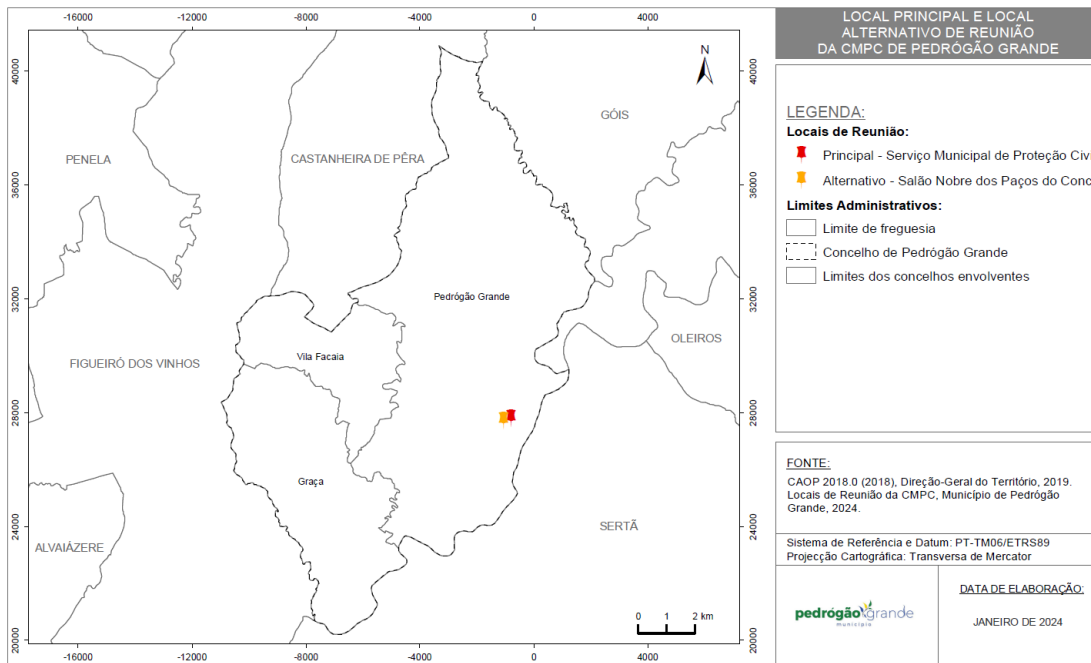 -16000 -12000 -8000 -4000 0 4000
40000 36000 32000 28000 24000 20000
N
GÓIS
PENELA
CASTANHEIRA DE PÊRA
Pedrógão Grande
OLEIROS
Vila Facaia
FIGUEIRÓ DOS VINHOS
Graça
SERTÃ
ALVAIÁZERE
0 1 2 km
40000 36000 32000 28000 24000 20000
-16000 -12000 -8000 -4000 0 4000
LOCAL PRINCIPAL E LOCAL
ALTERNATIVO DE REUNIÃO
DA CMPC DE PEDRÓGÃO GRANDE
LEGENDA:
Locais de Reunião:
Principal - Serviço Municipal de Proteção Civi
Alternativo - Salão Nobre dos Paços do Conc
Limites Administrativos:
Limite de freguesia
Concelho de Pedrógão Grande
Limites dos concelhos envolventes
FONTE:
CAOP 2018.0 (2018), Direção-Geral do Território, 2019.
Locais de Reunião da CMPC, Município de Pedrógão
Grande, 2024.
Sistema de Referência e Datum: PT-TM06/ETRS89
Projecção Cartográfica: Transversa de Mercator
pedrógão grande
município
DATA DE ELABORAÇÃO:
JANEIRO DE 2024